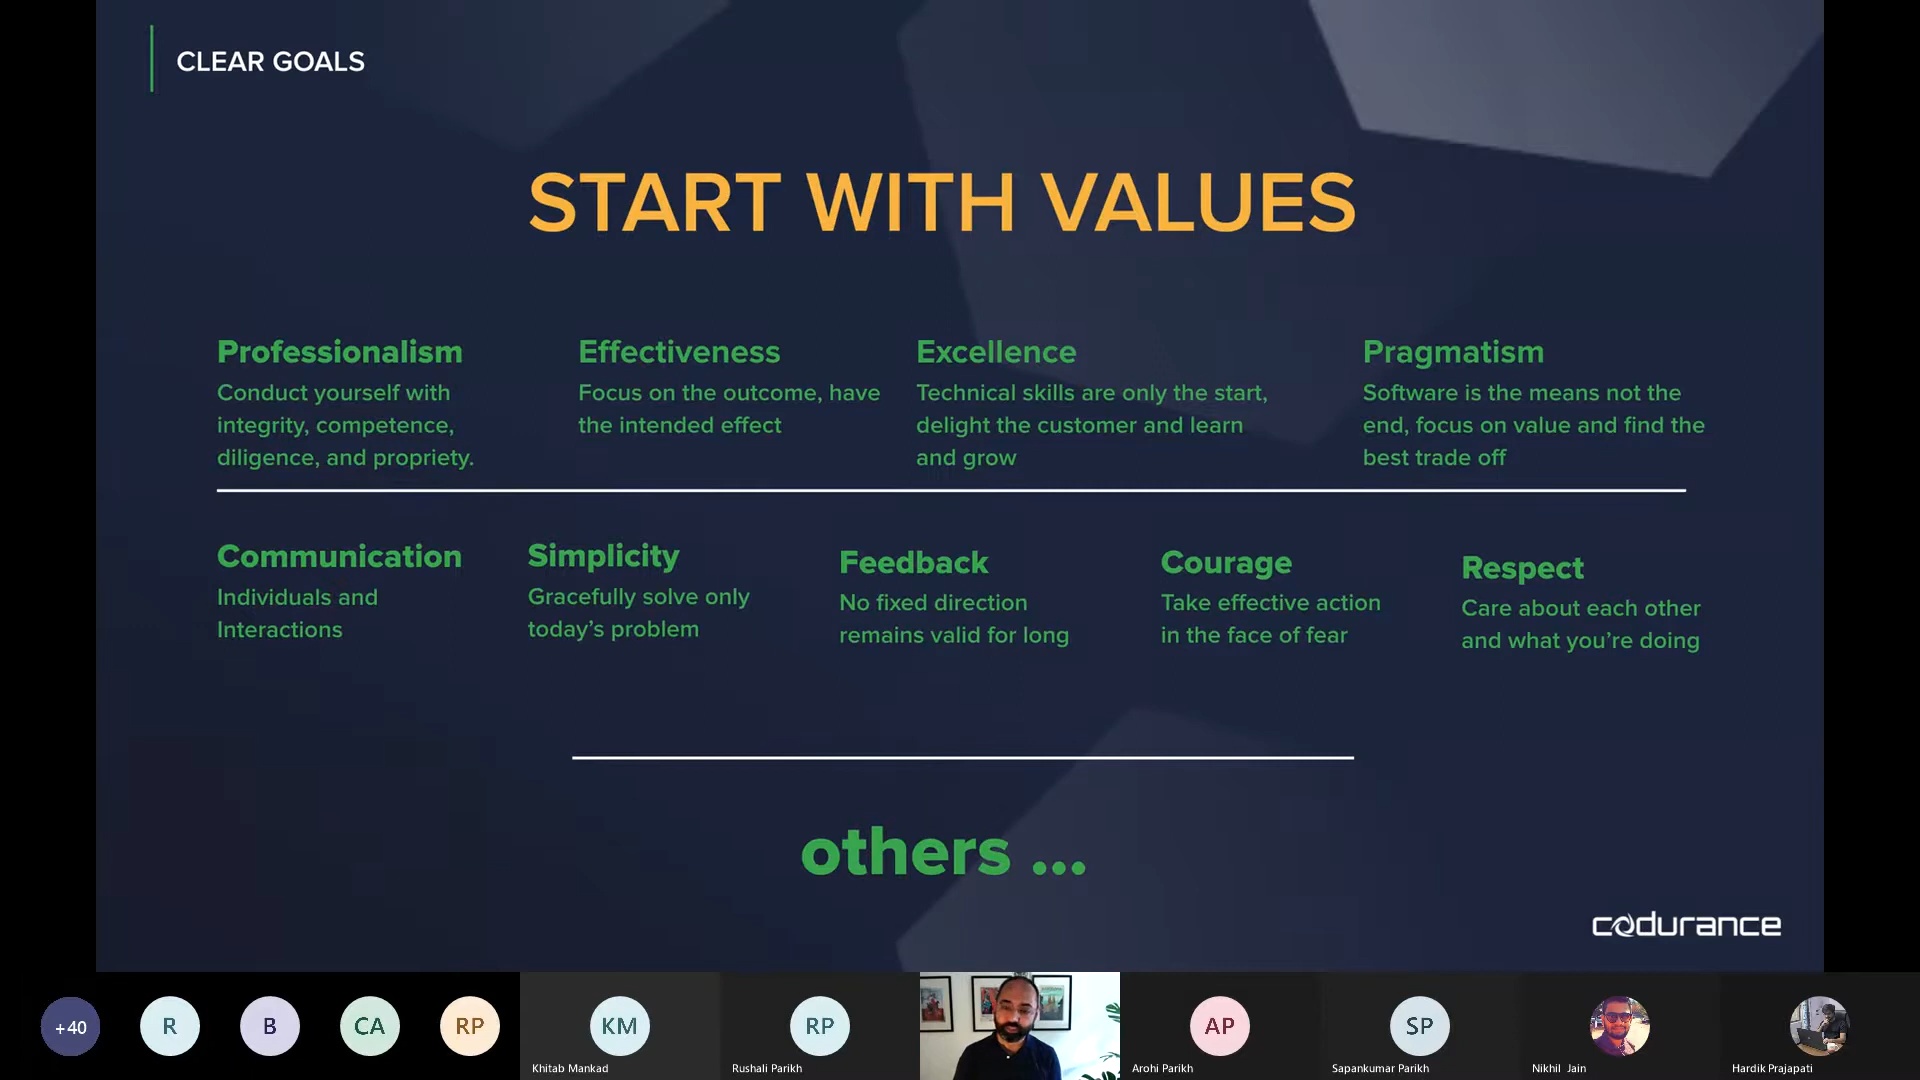 CLEAR GOALS
START WITH VALUES
Professionalism
Conduct yourself with
integrity, competence,
diligence, and propriety.
Effectiveness
Focus on the outcome, have
the intended effect
Excellence
Technical skills are only the start,
delight the customer and learn
and grow
Pragmatism
Software is the means not the
end, focus on value and find the
best trade off
Communication
Individuals and
Interactions
Simplicity
Gracefully solve only
today's problem
Feedback
No fixed direction
remains valid for long
Courage
Take effective action
in the face of fear
Respect
Care about each other
and what you're doing
others ...
codurance
+40
R
B
CA
RP
KM
Khitab Mankad
RP
Rushali Parikh
AP
Arohi Parikh
SP
Sapankumar Parikh
Nikhil Jain
Hardik Prajapati